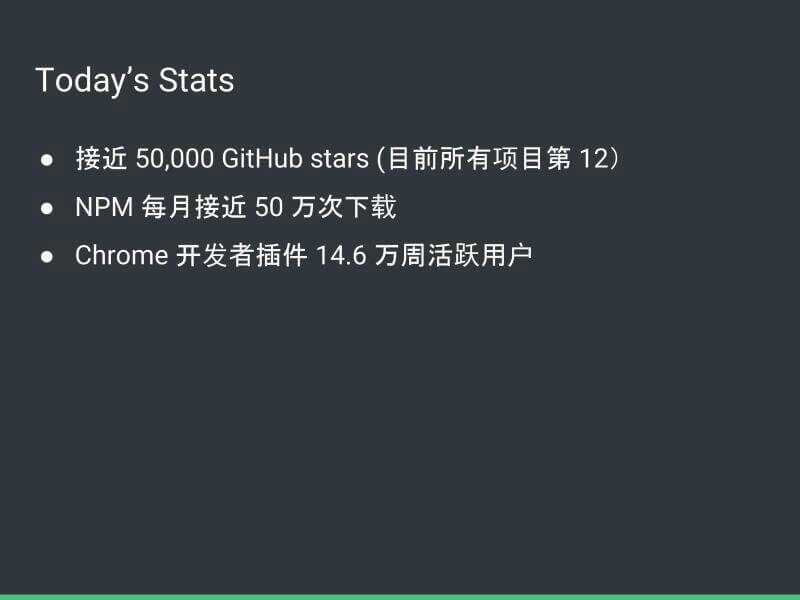 Today’s Stats
● 接近 50,000 GitHub stars (目前所有项目第 12）
● NPM 每月接近 50 万次下载
● Chrome 开发者插件 14.6 万周活跃用户